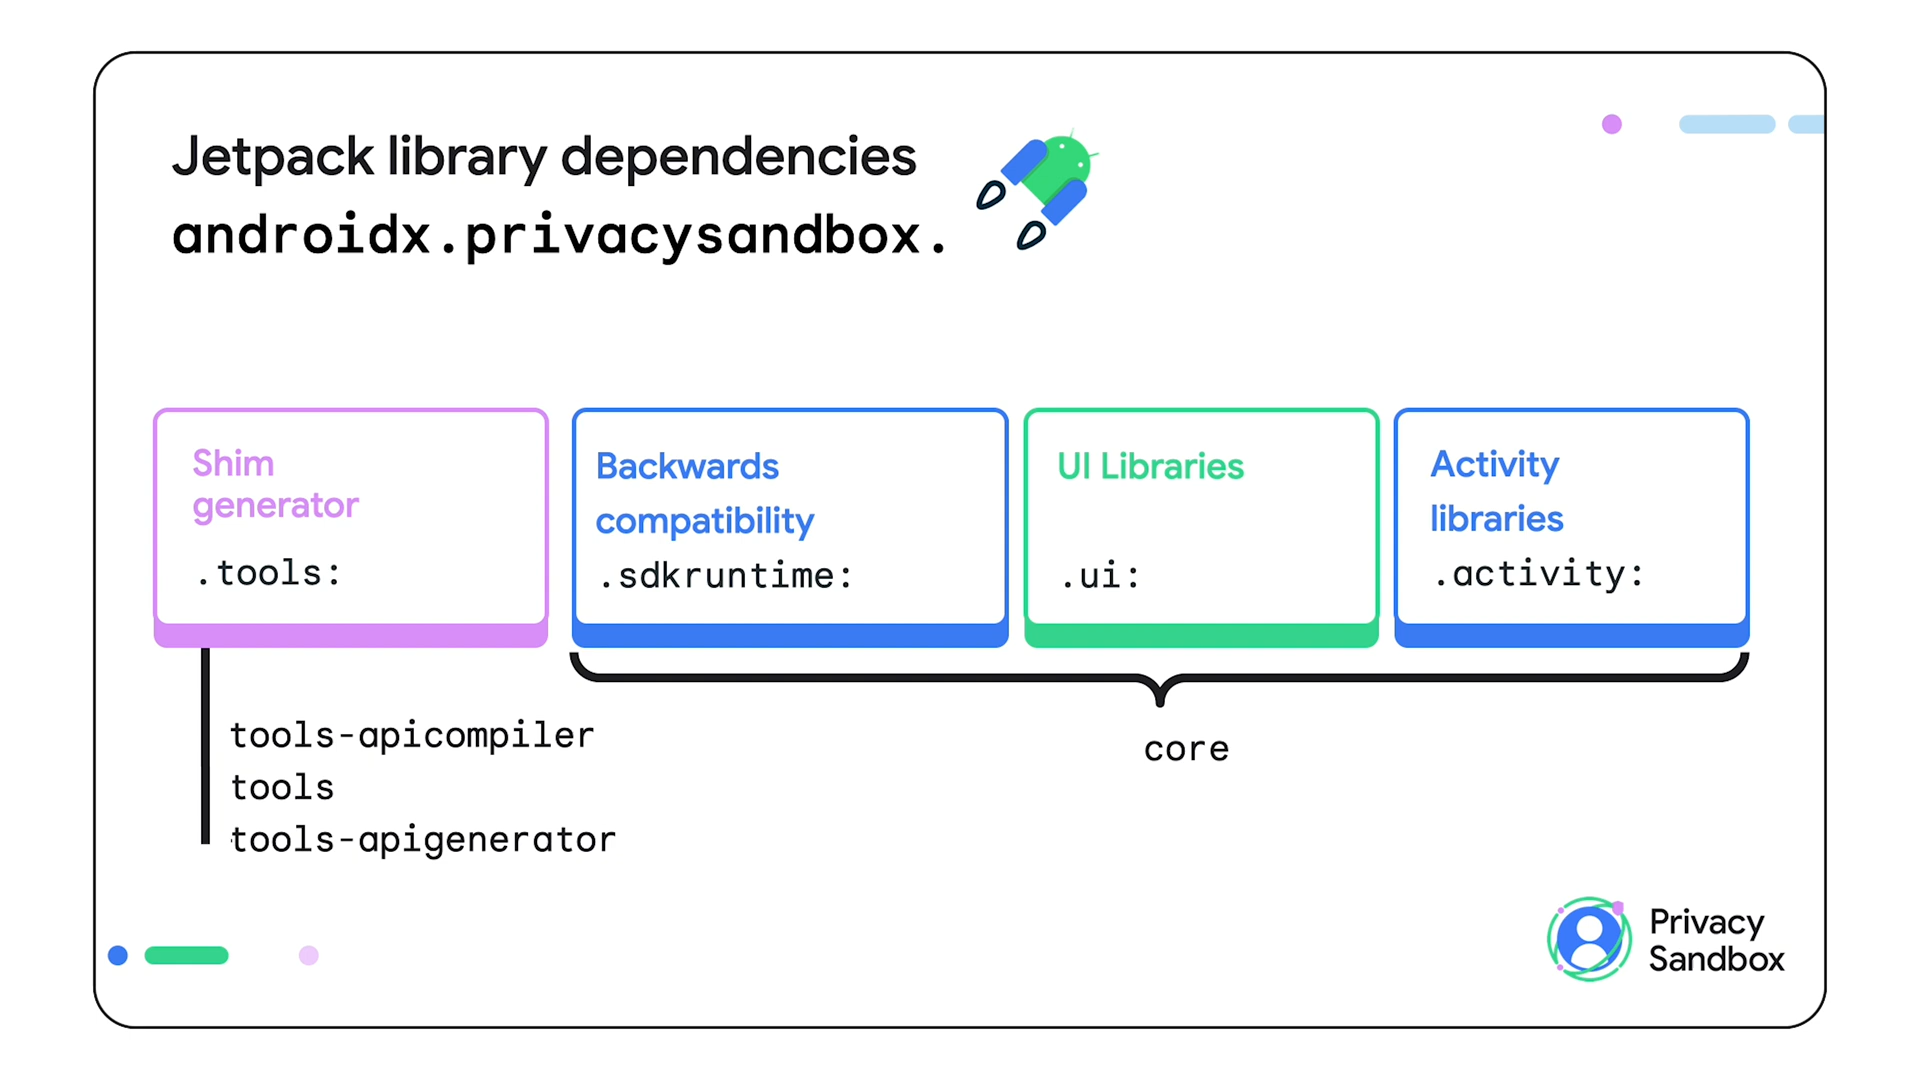 Jetpack library dependencies
androidx.privacysandbox.
Shim
generator
.tools:
Backwards
compatibility
.sdkruntime:
UI Libraries
.ui:
Activity
libraries
.activity:
tools-apicompiler
tools
tools-apigenerator
core
Privacy
Sandbox